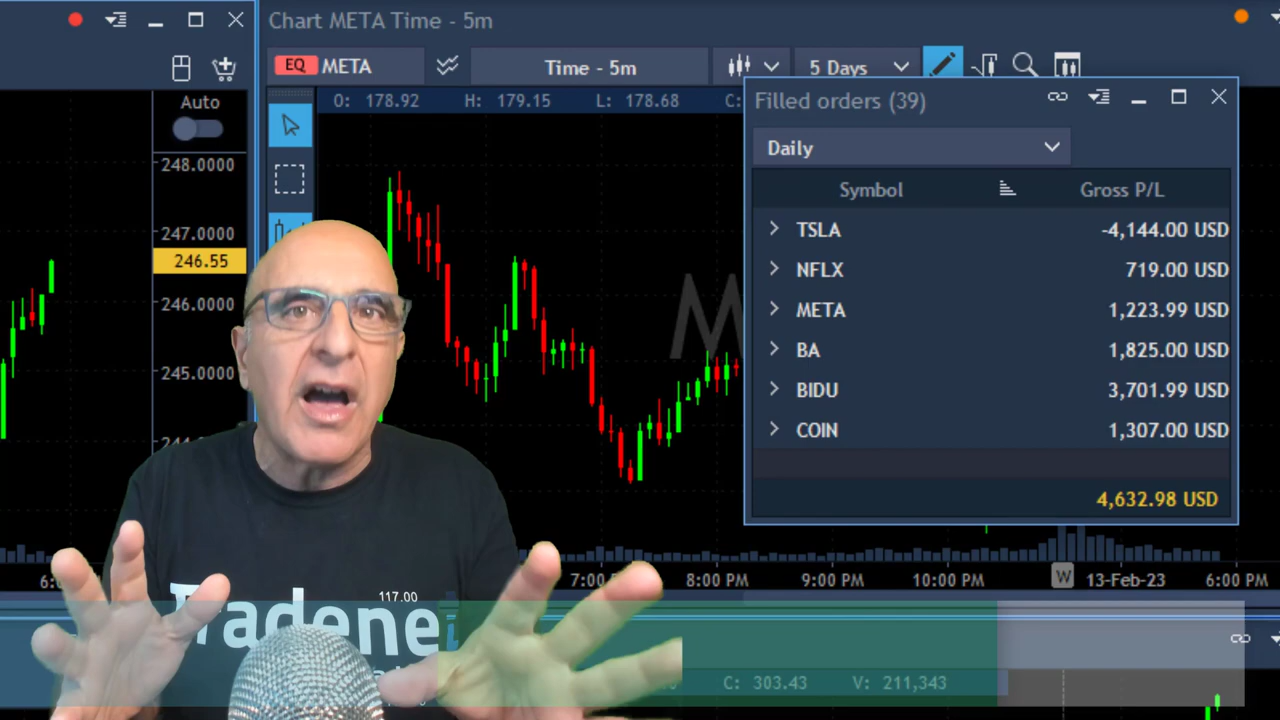 Chart META Time - 5m
EQ META
Time - 5m
5 Days
Auto
O: 178.92 H: 179.15 L: 178.68 C:
248.0000
247.0000
246.55
246.0000
245.0000
Filled orders (39)
Daily
Symbol Gross P/L
TSLA -4,144.00 USD
NFLX 719.00 USD
META 1,223.99 USD
BA 1,825.00 USD
BIDU 3,701.99 USD
COIN 1,307.00 USD
4,632.98 USD
7:00 PM 8:00 PM 9:00 PM 10:00 PM W 13-Feb-23 6:00 PM
117.00
Tradenet
C: 303.43 V: 211,343